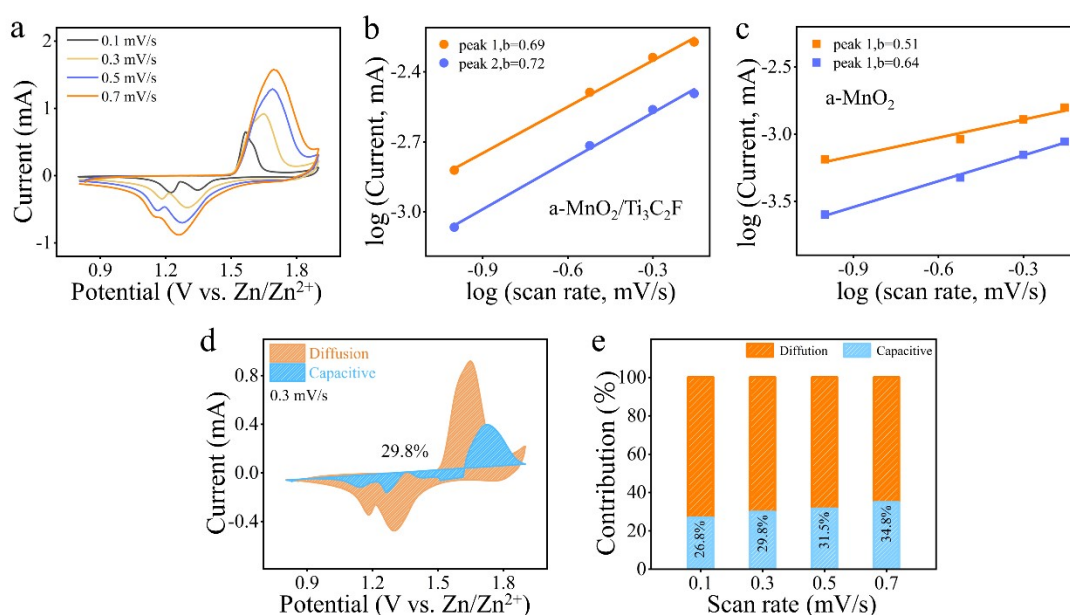 a
0.1 mV/s
0.3 mV/s
0.5 mV/s
0.7 mV/s
2
1
0
-1
Current (mA)
0.9 1.2 1.5 1.8
Potential (V vs. Zn/Zn²⁺)
b
peak 1,b=0.69
peak 2,b=0.72
-2.4
-2.7
-3.0
log (Current, mA)
a-MnO₂/Ti₃C₂F
-0.9 -0.6 -0.3
log (scan rate, mV/s)
c
peak 1,b=0.51
peak 1,b=0.64
a-MnO₂
-2.5
-3.0
-3.5
log (Current, mA)
-0.9 -0.6 -0.3
log (scan rate, mV/s)
d
Diffusion
Capacitive
0.3 mV/s
29.8%
0.8
0.4
0.0
-0.4
Current (mA)
0.9 1.2 1.5 1.8
Potential (V vs. Zn/Zn²⁺)
e
Diffution Capacitive
100
80
60
40
20
0
Contribution (%)
26.8% 29.8% 31.5% 34.8%
0.1 0.3 0.5 0.7
Scan rate (mV/s)